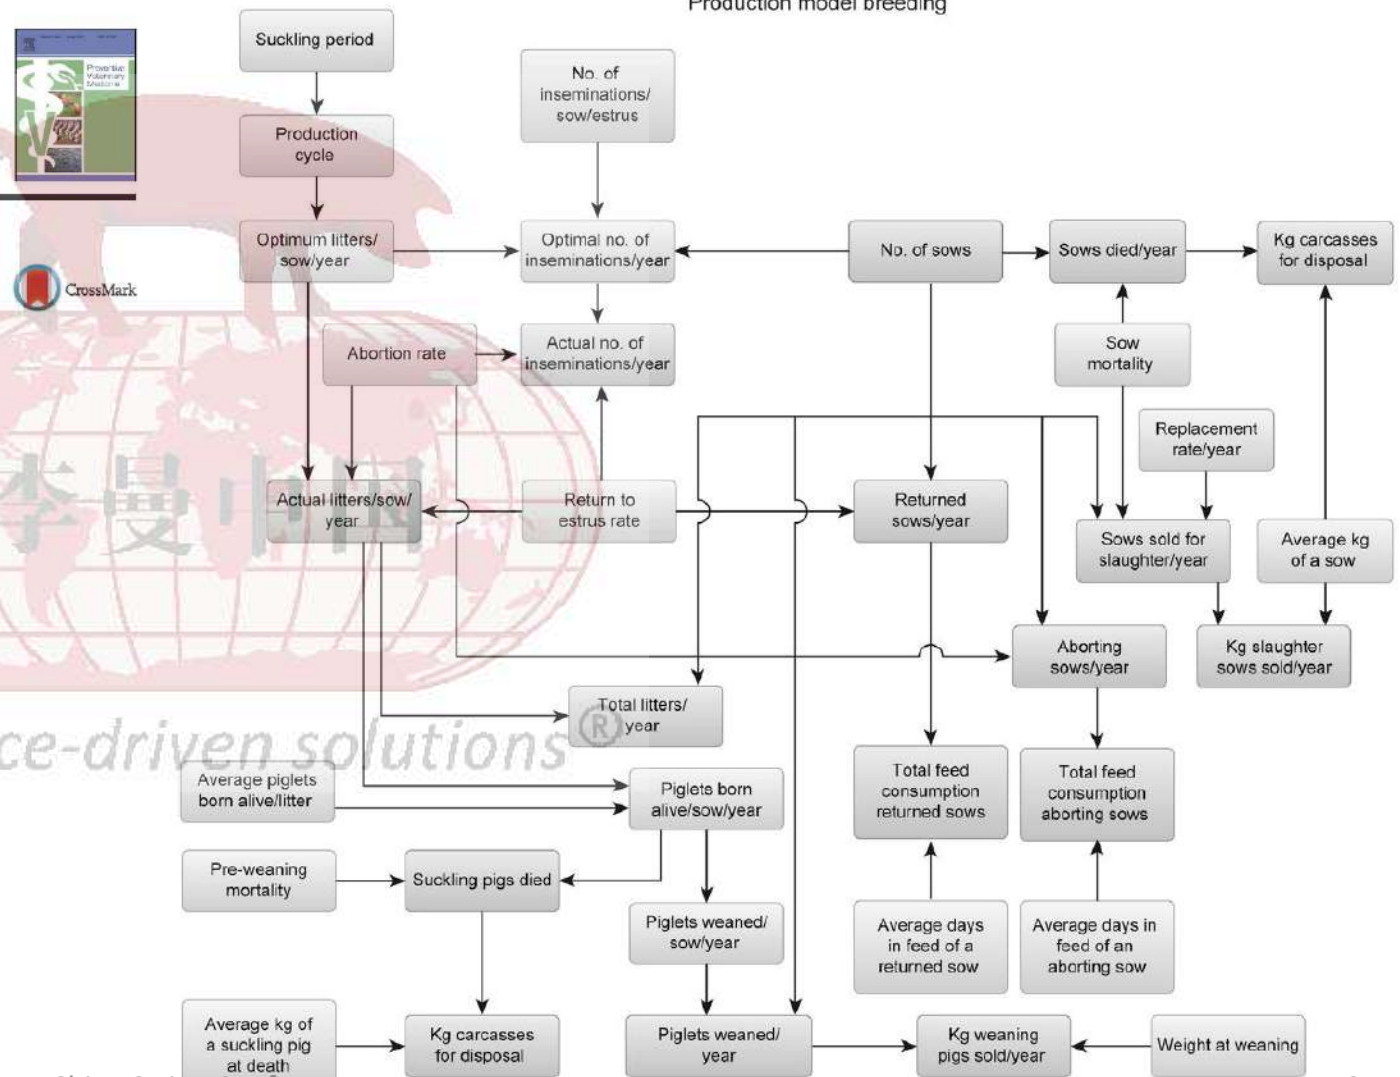 Production model breeding
Suckling period
Preventive
Veterinary
Medicine
No. of
inseminations/
sow/estrus
Production
cycle
Optimum litters/
sow/year
Optimal no. of
inseminations/year
No. of sows
Sows died/year
Kg carcasses
for disposal
CrossMark
Abortion rate
Actual no. of
inseminations/year
Sow
mortality
Replacement
rate/year
李曼中国
Actual litters/sow/
year
Return to
estrus rate
Returned
sows/year
Sows sold for
slaughter/year
Average kg
of a sow
Aborting
sows/year
Kg slaughter
sows sold/year
Total litters/
year
ce-driven solutions®
Average piglets
born alive/litter
Piglets born
alive/sow/year
Total feed
consumption
returned sows
Total feed
consumption
aborting sows
Pre-weaning
mortality
Suckling pigs died
Piglets weaned/
sow/year
Average days
in feed of a
returned sow
Average days in
feed of an
aborting sow
Average kg of
a suckling pig
at death
Kg carcasses
for disposal
Piglets weaned/
year
Kg weaning
pigs sold/year
Weight at weaning